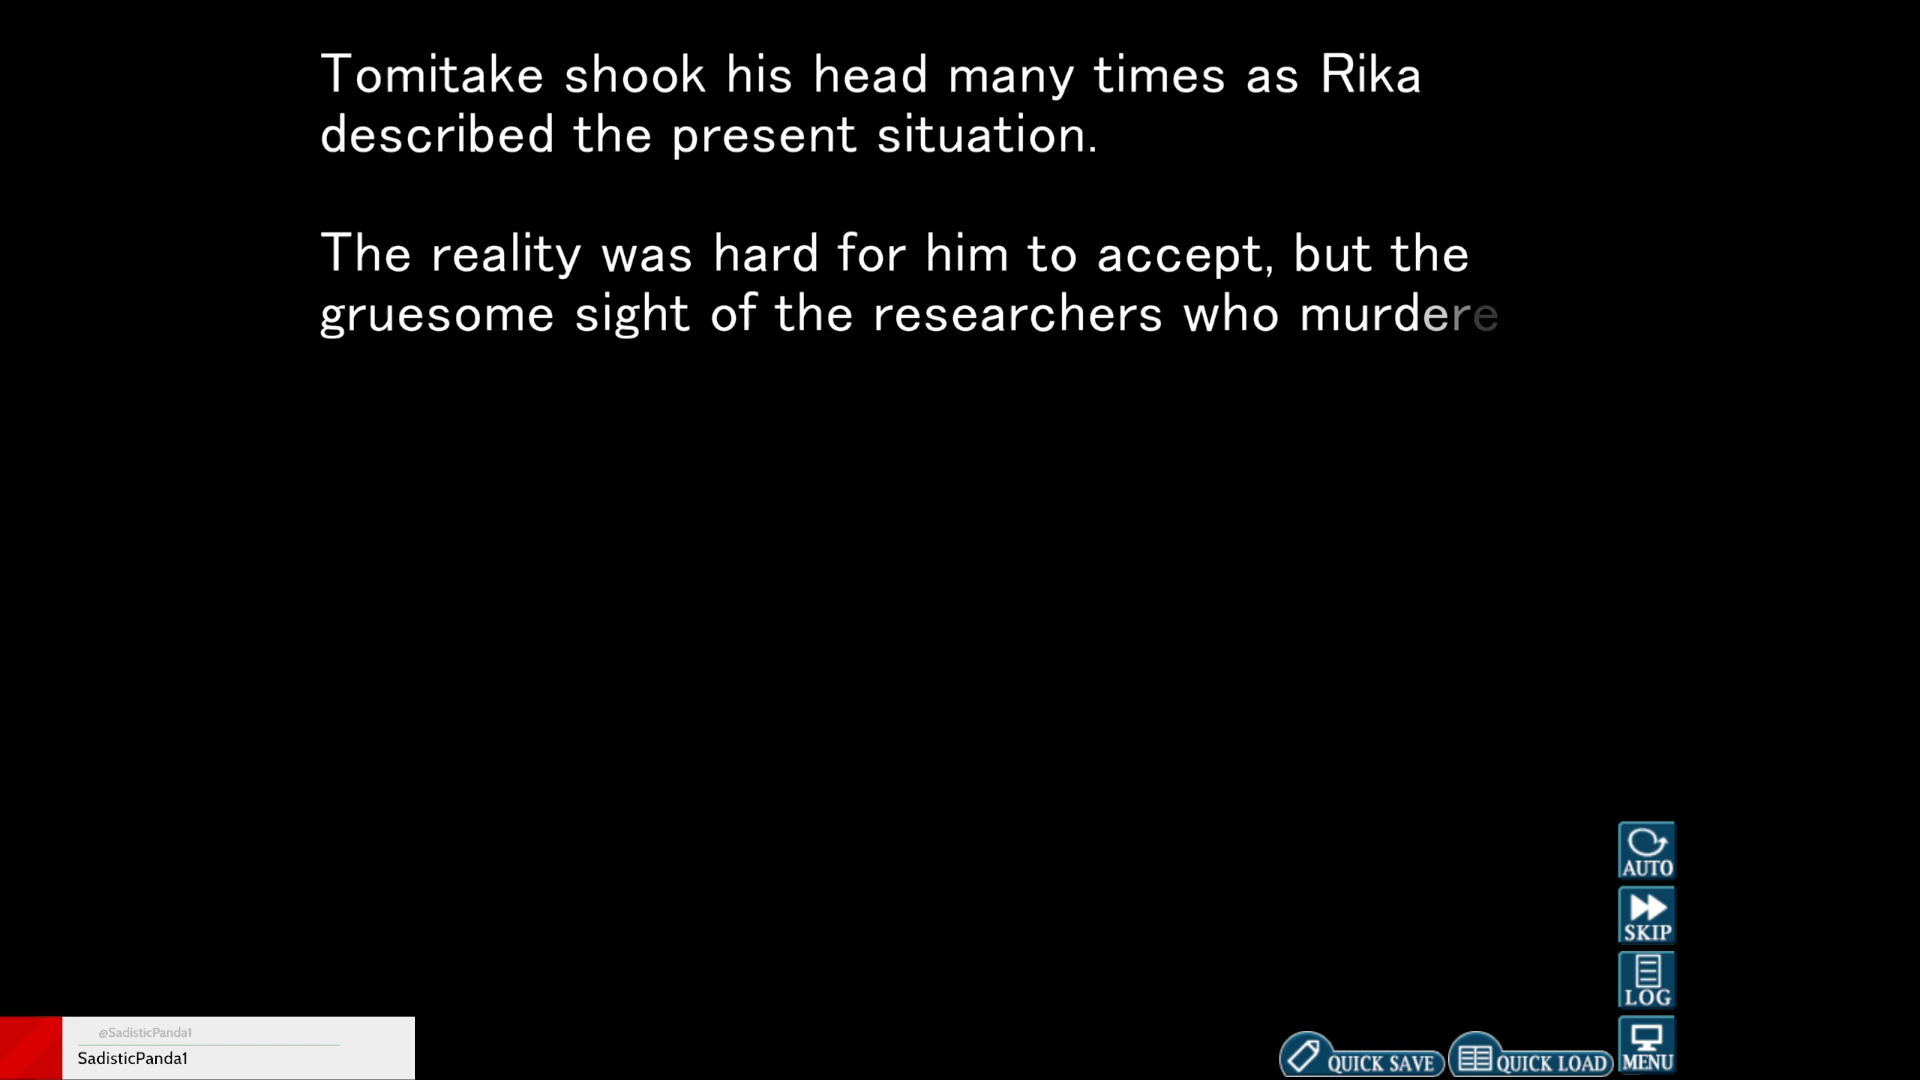 Tomitake shook his head many times as Rika
described the present situation.
The reality was hard for him to accept, but the
gruesome sight of the researchers who murdere
AUTO
SKIP
LOG
MENU
QUICK SAVE
QUICK LOAD
@SadisticPanda1
SadisticPanda1